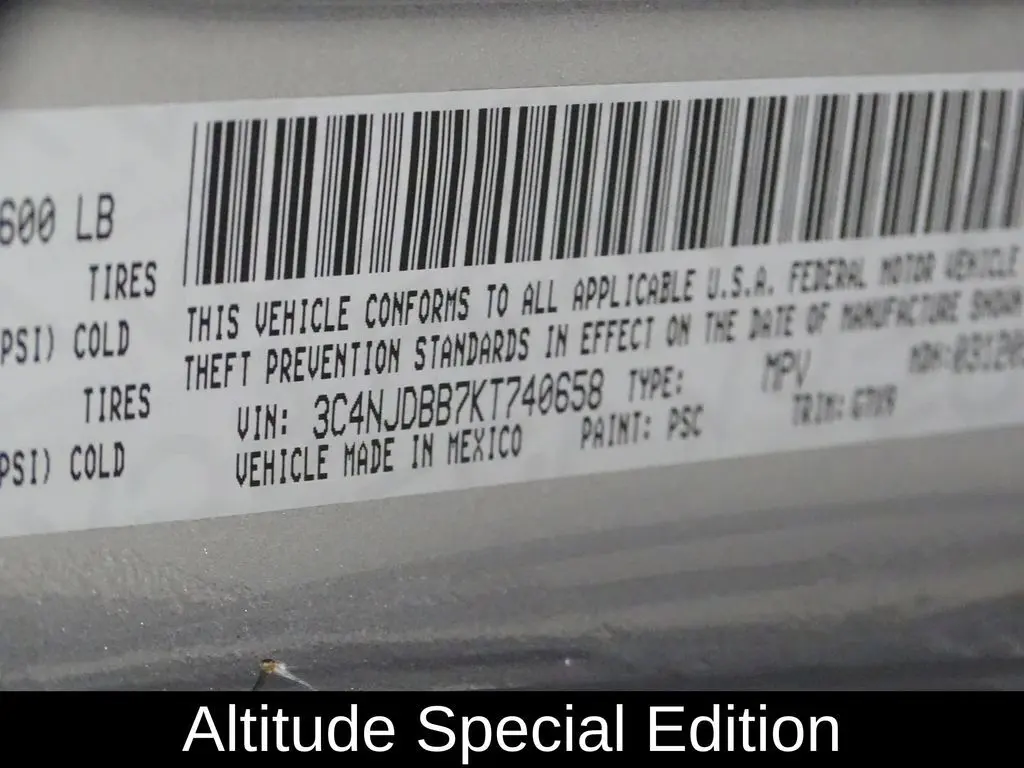 600 LB
TIRES
PSI) COLD
TIRES
PSI) COLD
THIS VEHICLE CONFORMS TO ALL APPLICABLE U.S.A. FEDERAL MOTOR VEHICLE
THEFT PREVENTION STANDARDS IN EFFECT ON THE DATE OF MANUFACTURE SHOWN
VIN: 3C4NJDBB7KT740658 TYPE: MPV
VEHICLE MADE IN MEXICO PAINT: PSC TRIM:
Altitude Special Edition